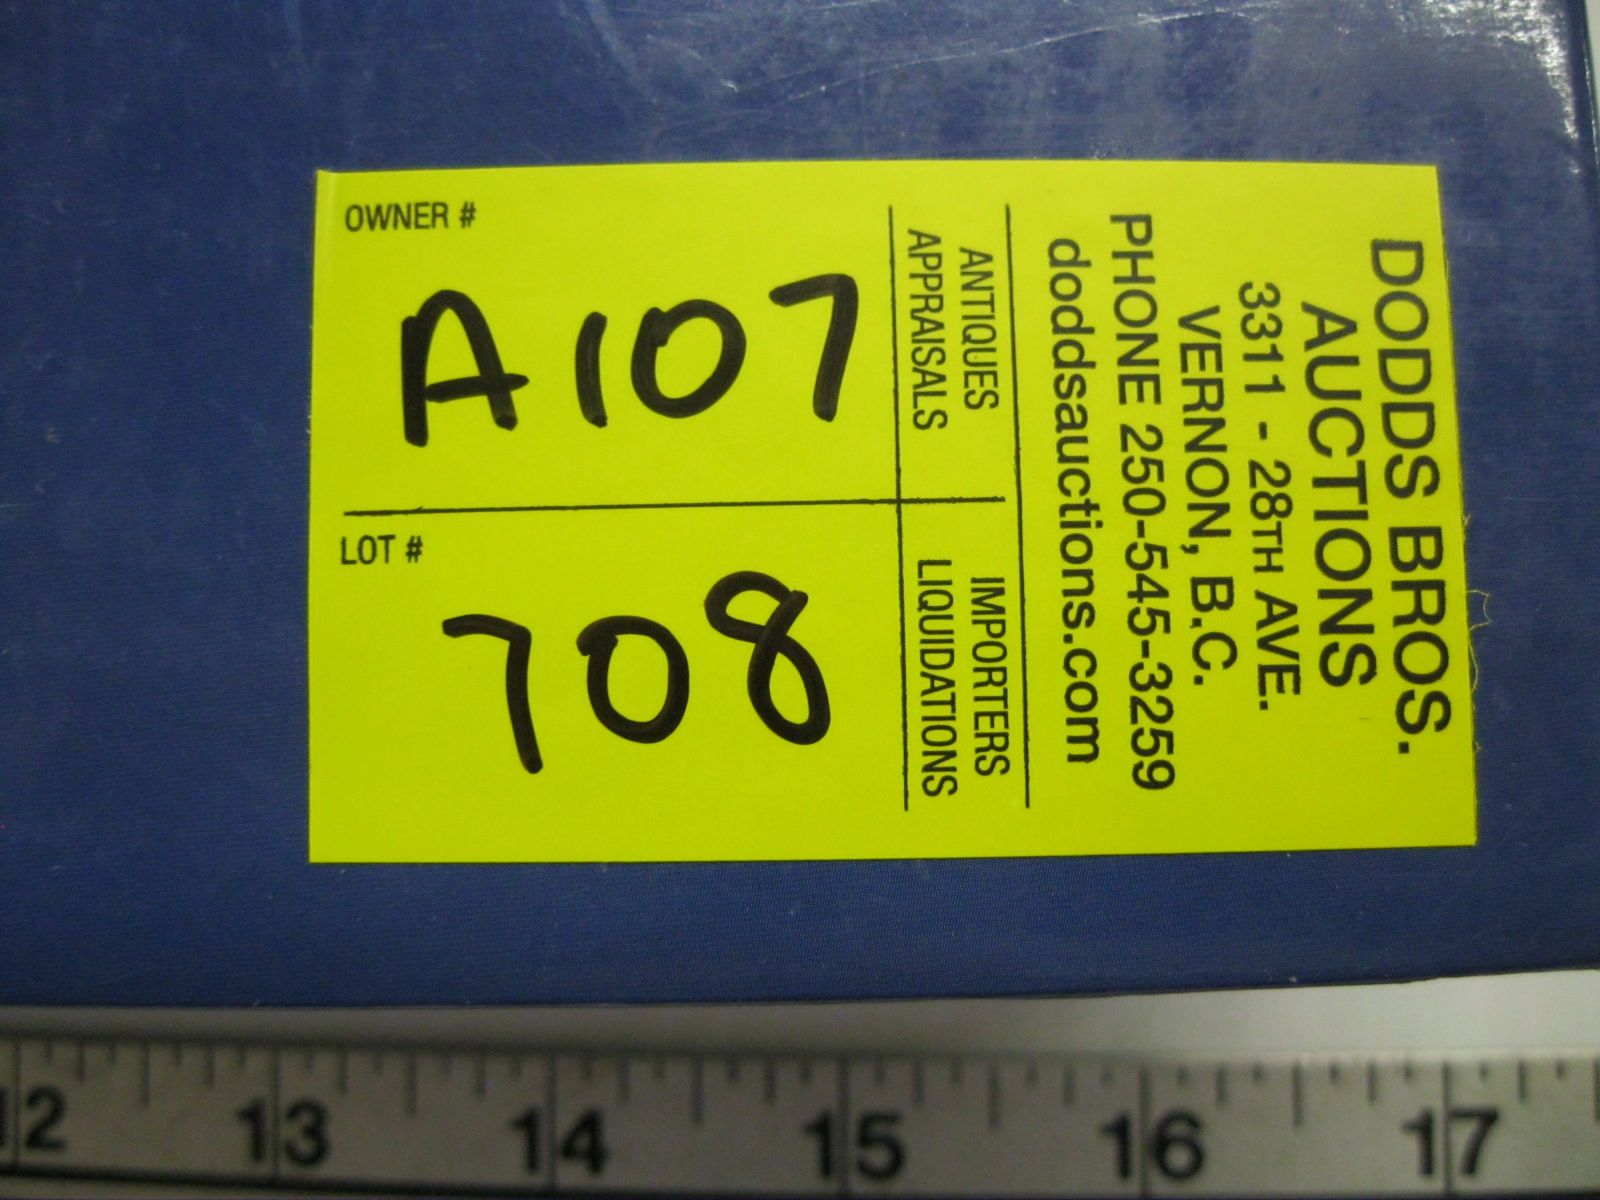 DODDS BROS.
AUCTIONS
3311 - 28TH AVE.
VERNON, B.C.
PHONE 250-545-3259
doddsauctions.com
ANTIQUES
APPRAISALS
IMPORTERS
LIQUIDATIONS
OWNER #
A107
LOT #
708
12 13 14 15 16 17